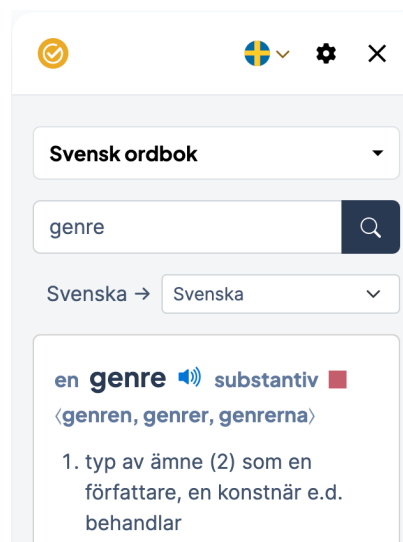 Svensk ordbok
genre
Svenska → Svenska
en genre substantiv
⟨genren, genrer, genrerna⟩
1. typ av ämne (2) som en
författare, en konstnär e.d.
behandlar